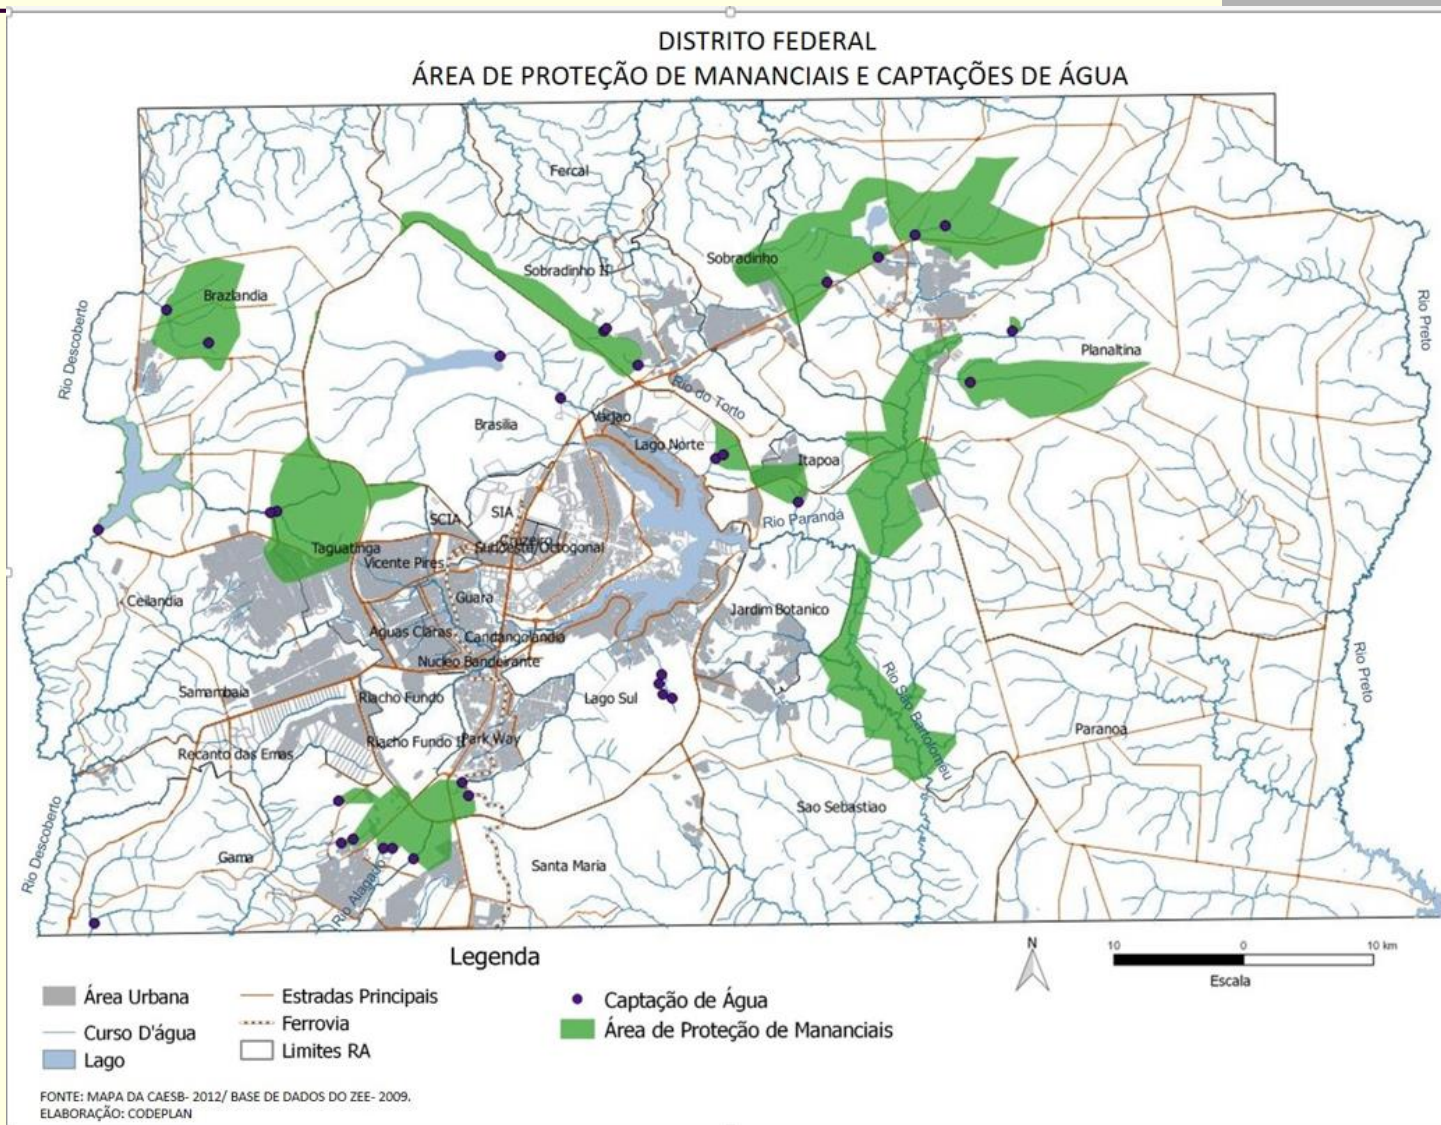 DISTRITO FEDERAL
ÁREA DE PROTEÇÃO DE MANANCIAIS E CAPTAÇÕES DE ÁGUA
Fercal
Sobradinho
Sobradinho II
Brazlandia
Rio Descoberto
Rio Preto
Planaltina
Rio do Torto
Brasilia
Varjao
Lago Norte
Itapoa
SCIA
SIA
Rio Paranoá
Cruzeiro
Sudoeste/Octogonal
Taguatinga
Vicente Pires
Guara
Ceilandia
Jardim Botanico
Aguas Claras
Candangolandia
Nucleo Bandeirante
Samambaia
Riacho Fundo
Lago Sul
Rio São Bartolomeu
Rio Preto
Paranoa
Riacho Fundo II
Park Way
Recanto das Emas
Sao Sebastiao
Rio Descoberto
Gama
Rio Alagado
Santa Maria
Legenda
N
10 0 10 km
Escala
Área Urbana
Curso D'água
Lago
Estradas Principais
Ferrovia
Limites RA
Captação de Água
Área de Proteção de Mananciais
FONTE: MAPA DA CAESB- 2012/ BASE DE DADOS DO ZEE- 2009.
ELABORAÇÃO: CODEPLAN